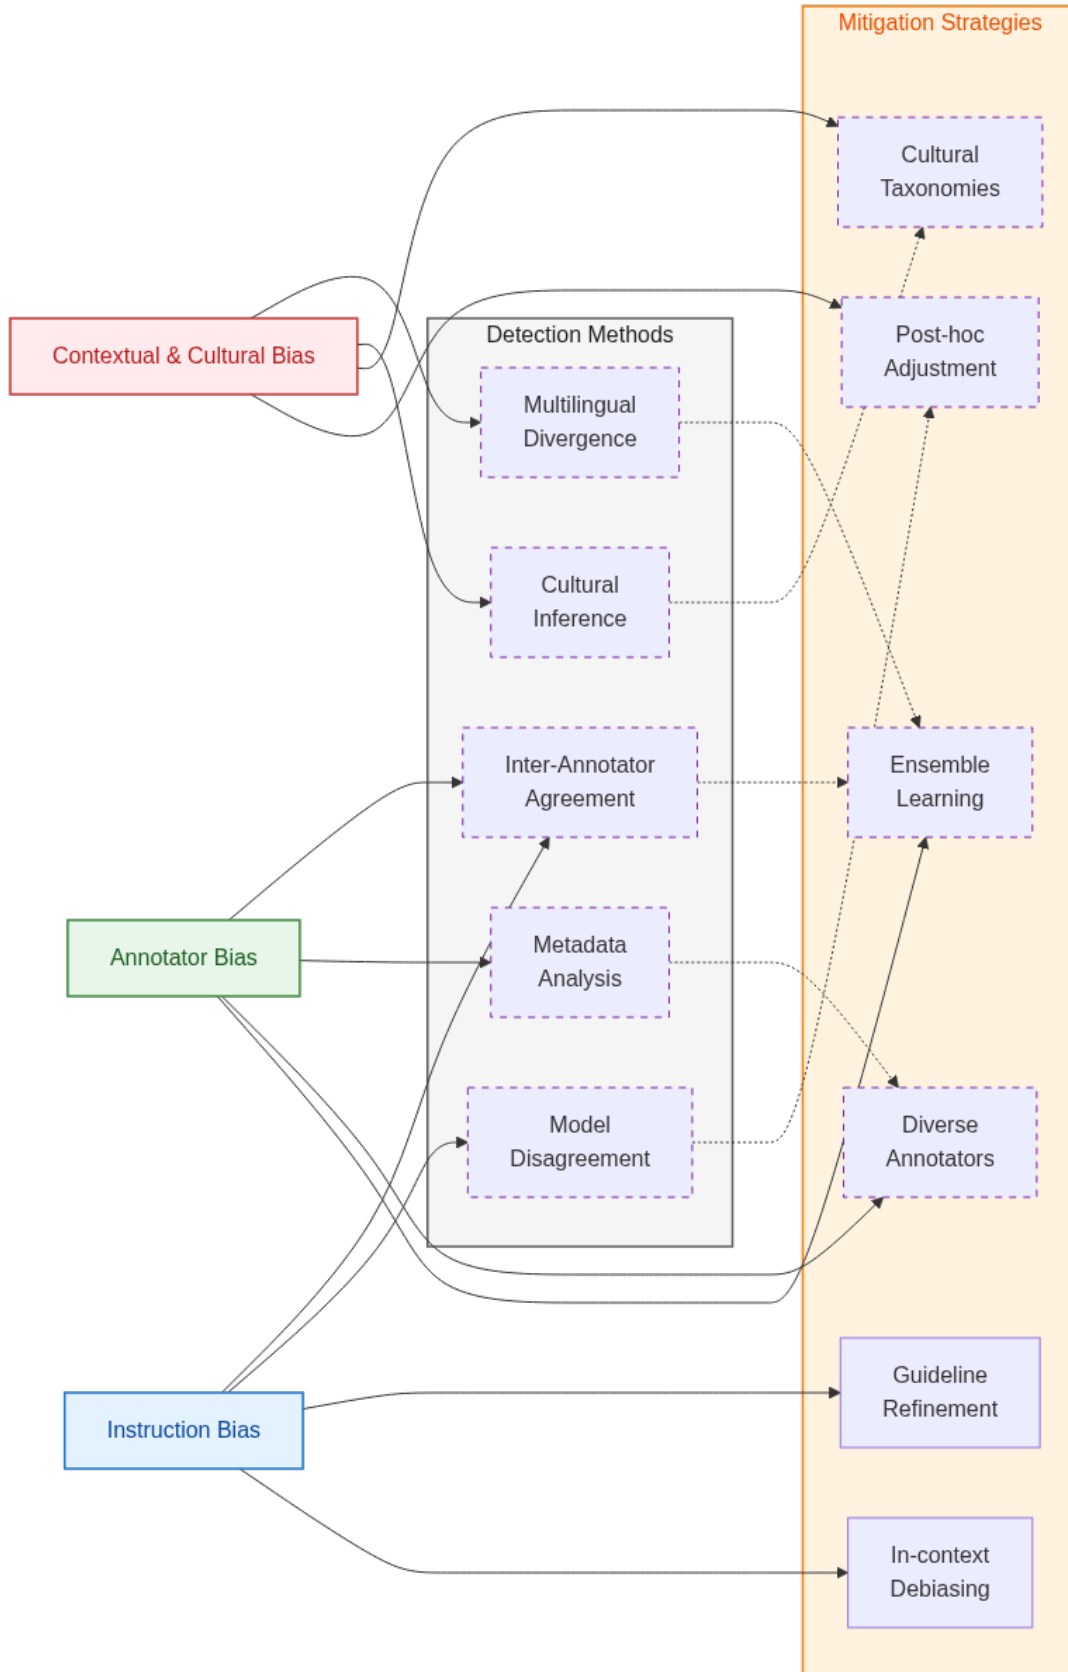 Mitigation Strategies
Cultural
Taxonomies
Contextual & Cultural Bias
Detection Methods
Post-hoc
Adjustment
Multilingual
Divergence
Cultural
Inference
Inter-Annotator
Agreement
Ensemble
Learning
Annotator Bias
Metadata
Analysis
Model
Disagreement
Diverse
Annotators
Instruction Bias
Guideline
Refinement
In-context
Debiasing